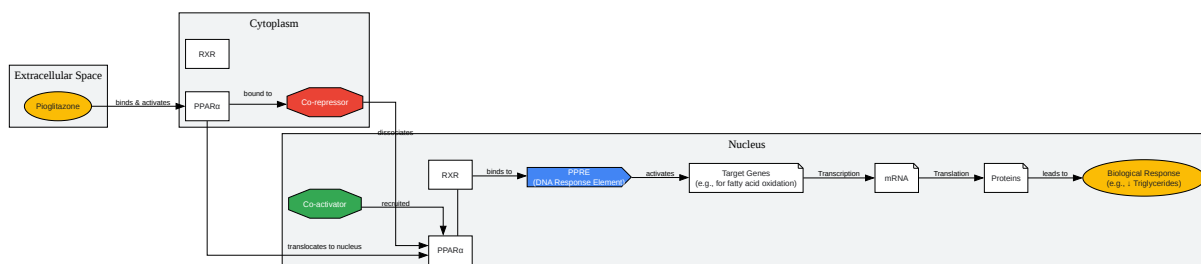 Cytoplasm
RXR
Extracellular Space
Pioglitazone
binds & activates
PPARα
bound to
Co-repressor
dissociates
Nucleus
RXR
binds to
PPRE
(DNA Response Element)
activates
Target Genes
(e.g., for fatty acid oxidation)
Transcription
mRNA
Translation
Proteins
leads to
Biological Response
(e.g., ↓ Triglycerides)
Co-activator
recruited
translocates to nucleus
PPARα